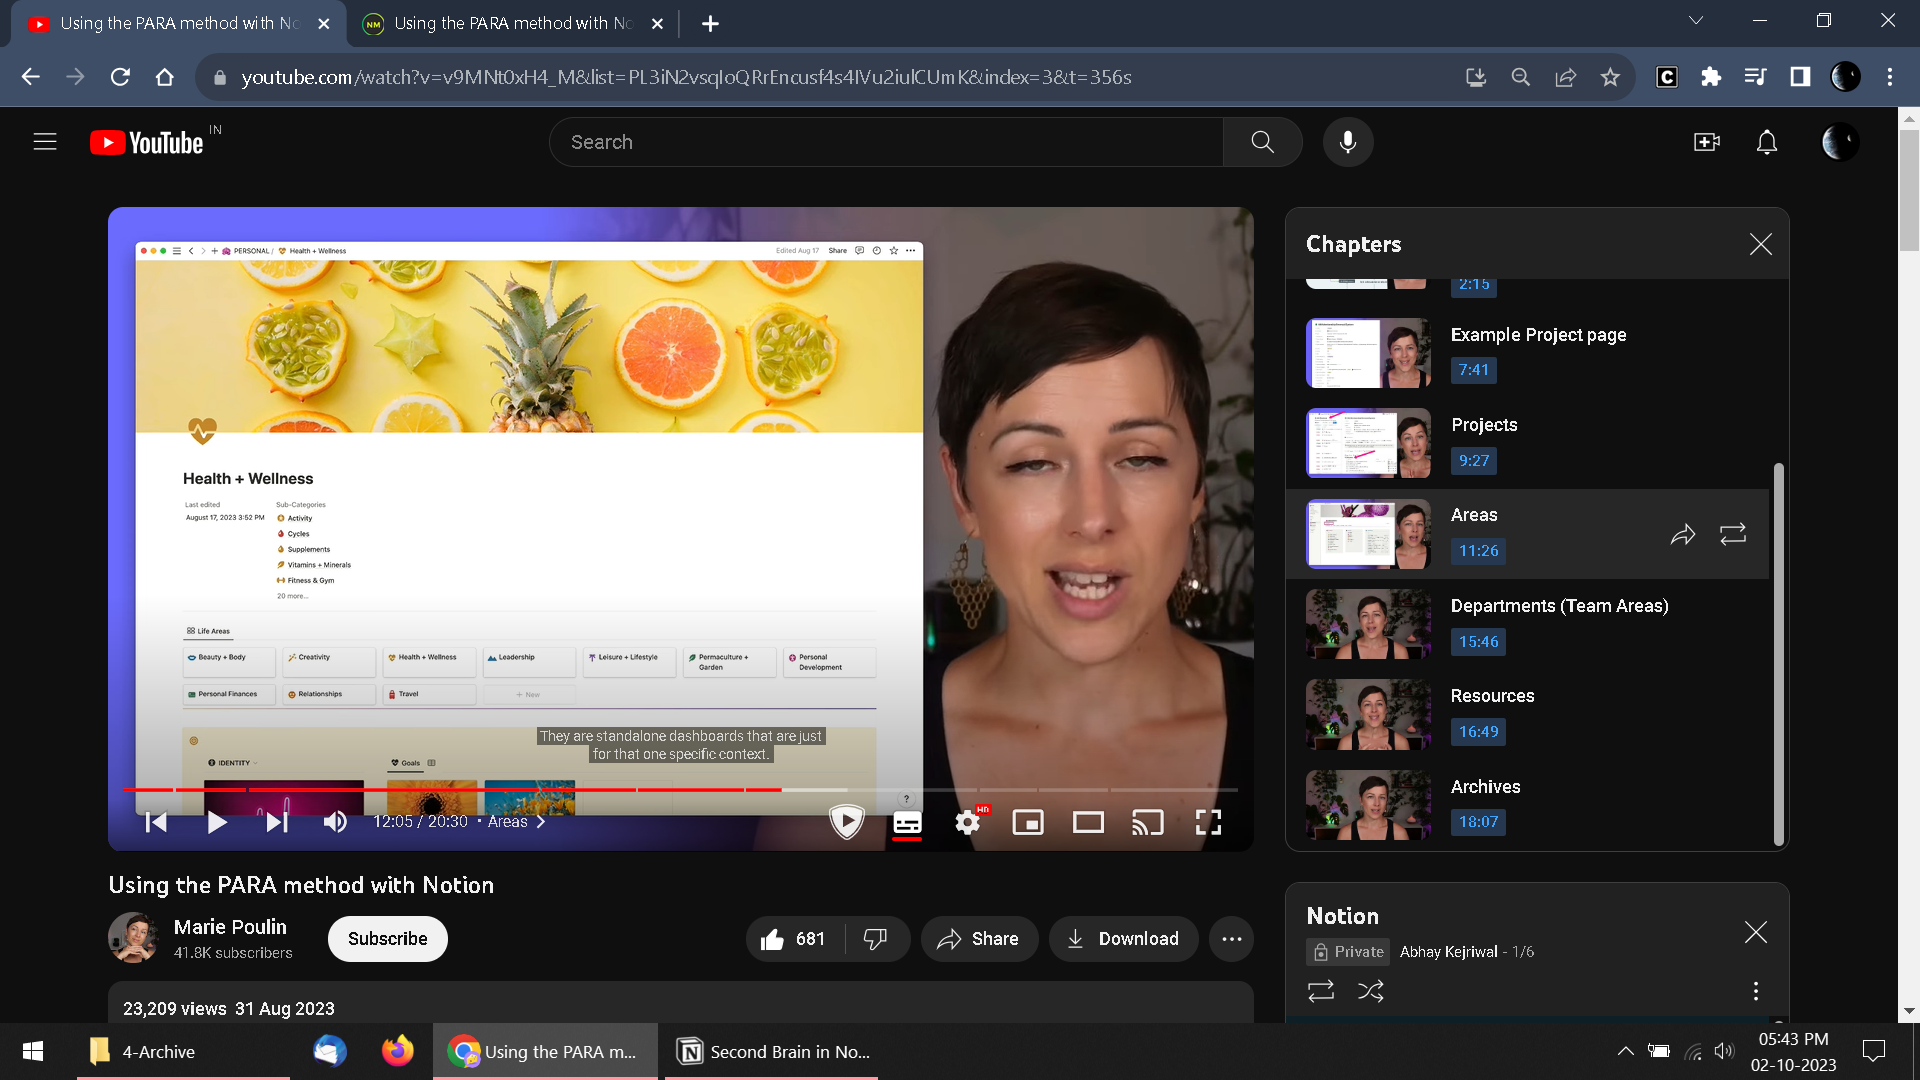 Using the PARA method with No
NM
Using the PARA method with No
youtube.com/watch?v=v9MNt0xH4_M&list=PL3iN2vsqIoQRrEncusf4s4lVu2iulCUmK&index=3&t=356s
C
YouTube IN
Search
PERSONAL / Health + Wellness
Edited Aug 17 Share
Health + Wellness
Last edited
August 17, 2023 3:52 PM
Sub-Categories
Activity
Cycles
Supplements
Vitamins + Minerals
Fitness & Gym
20 more...
Life Areas
Beauty + Body
Creativity
Health + Wellness
Leadership
Leisure + Lifestyle
Permaculture +
Garden
Personal
Development
Personal Finances
Relationships
Travel
+ New
IDENTITY
Goals
They are standalone dashboards that are just
for that one specific context.
?
HD
12:05 / 20:30 • Areas
Chapters
2:15
Example Project page
7:41
Projects
9:27
Areas
11:26
Departments (Team Areas)
15:46
Resources
16:49
Archives
18:07
Using the PARA method with Notion
Marie Poulin
41.8K subscribers
Subscribe
681
Share
Download
23,209 views 31 Aug 2023
Notion
Private Abhay Kejriwal - 1/6
4-Archive
Using the PARA m...
Second Brain in No...
05:43 PM
02-10-2023